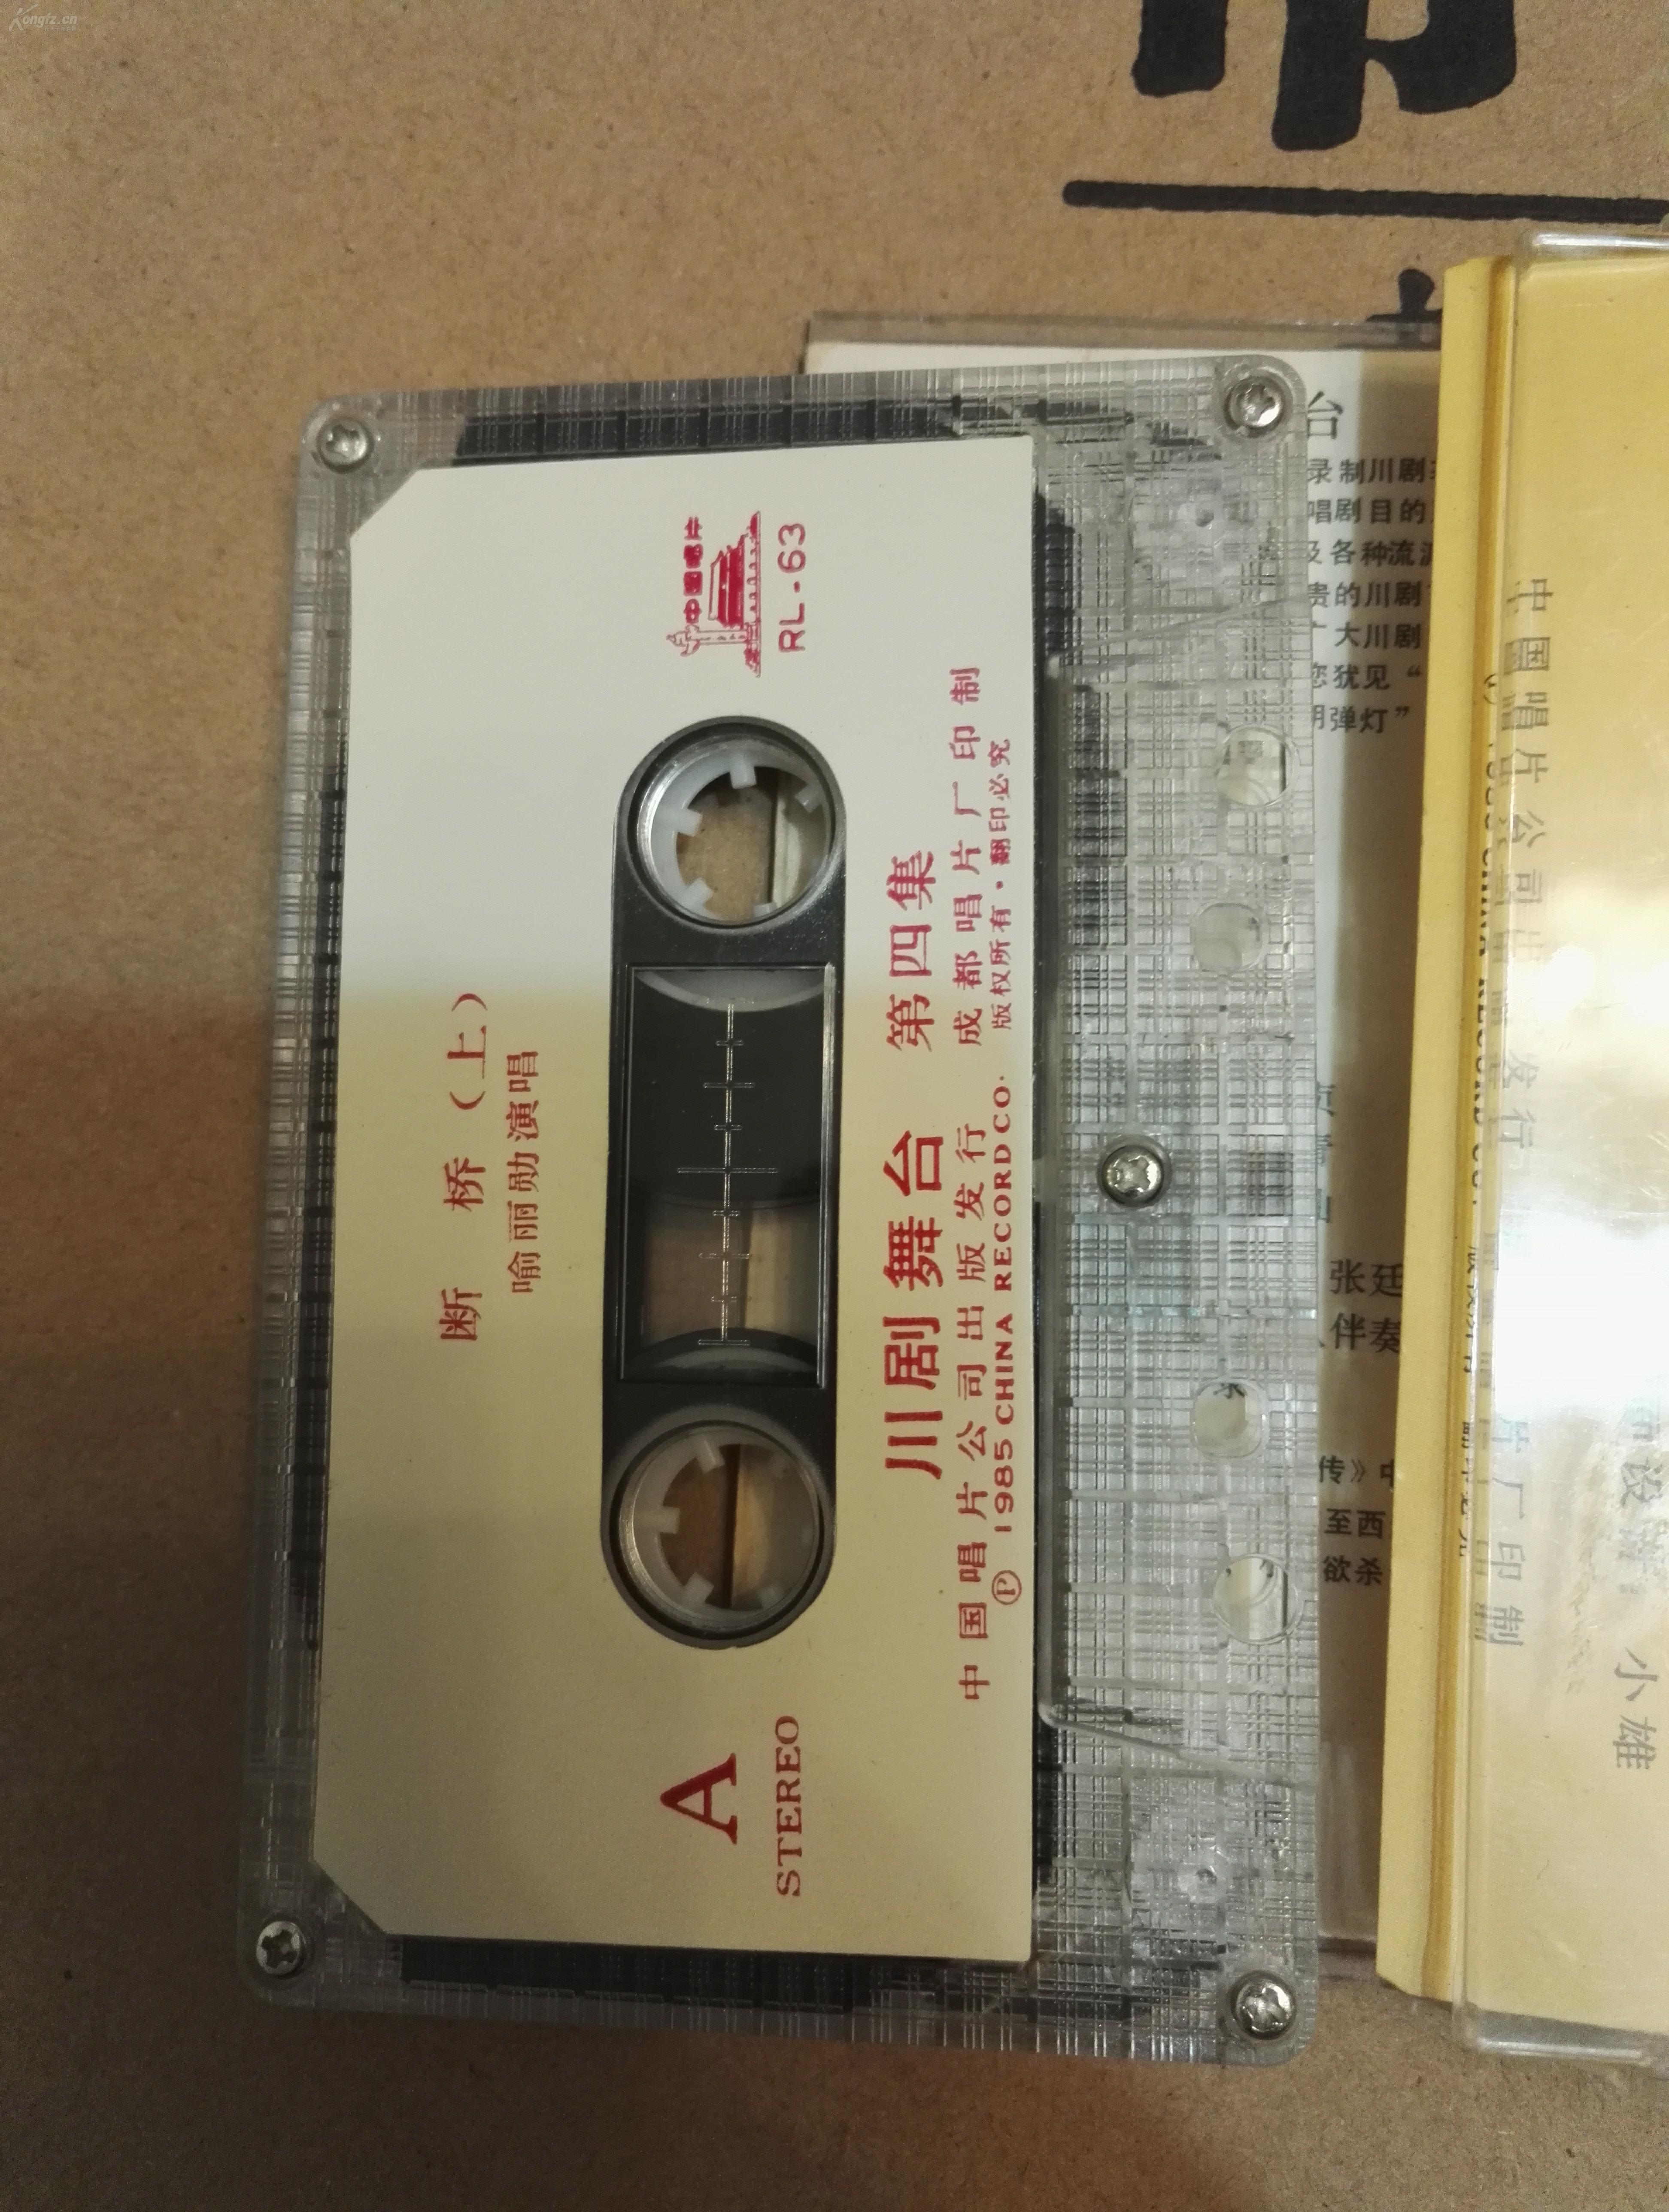 断 桥（上）
喻丽勋演唱
中国唱片
RL-63
A
STEREO
川剧舞台 第四集
中国唱片公司出版发行 成都唱片厂印制
Ⓟ 1985 CHINA RECORD CO. 版权所有·翻印必究
台
录制川剧
唱剧目的
及各种流派
贵的川剧
广大川剧
恋犹见“
弹灯”
张廷
伴奏
传》中
至西
欲杀
中国唱片公司出 发行
厂印制
小雄
Kongfz.cn